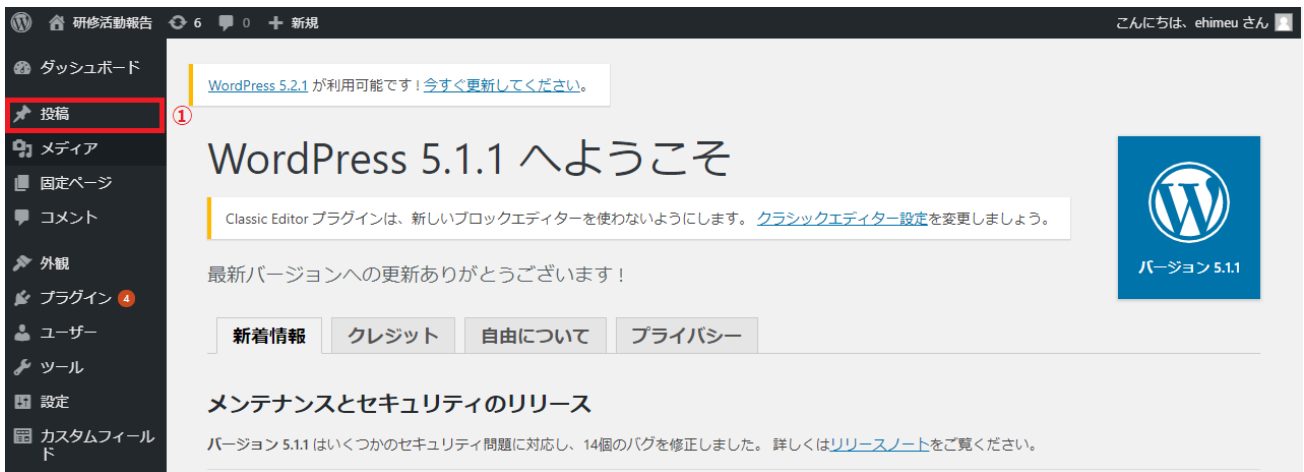 研修活動報告 6 0 新規 こんにちは、ehimeu さん
ダッシュボード
投稿
①
メディア
固定ページ
コメント
外観
プラグイン 4
ユーザー
ツール
設定
カスタムフィール
ド
WordPress 5.2.1 が利用可能です ! 今すぐ更新してください。
WordPress 5.1.1 へようこそ
Classic Editor プラグインは、新しいブロックエディターを使わないようにします。 クラシックエディター設定を変更しましょう。
最新バージョンへの更新ありがとうございます !
バージョン 5.1.1
新着情報 クレジット 自由について プライバシー
メンテナンスとセキュリティのリリース
バージョン 5.1.1 はいくつかのセキュリティ問題に対応し、14個のバグを修正しました。 詳しくはリリースノートをご覧ください。